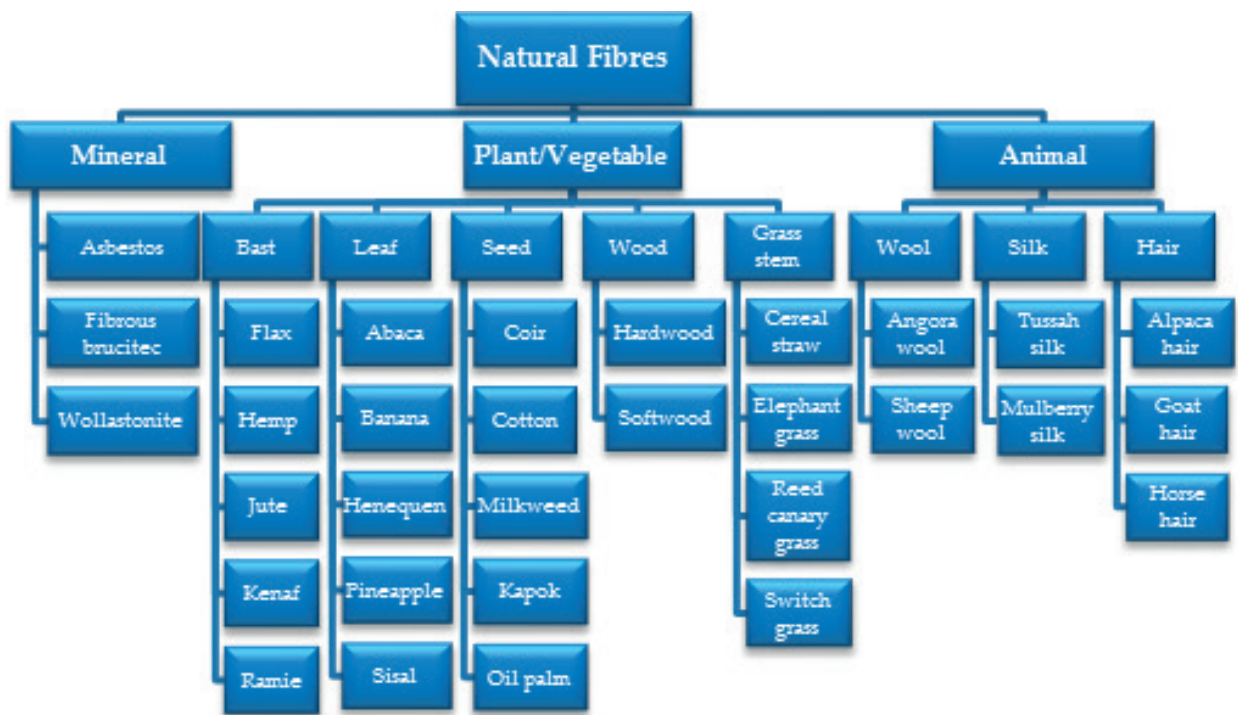 Natural Fibres
Mineral
Plant/Vegetable
Animal
Asbestos
Fibrous
brucitec
Wollastonite
Bast
Flax
Hemp
Jute
Kenaf
Ramie
Leaf
Abaca
Banana
Henequen
Pineapple
Sisal
Seed
Coir
Cotton
Milkweed
Kapok
Oil palm
Wood
Hardwood
Softwood
Grass
stem
Cereal
straw
Elephant
grass
Reed
canary
grass
Switch
grass
Wool
Angora
wool
Sheep
wool
Silk
Tussah
silk
Mulberry
silk
Hair
Alpaca
hair
Goat
hair
Horse
hair